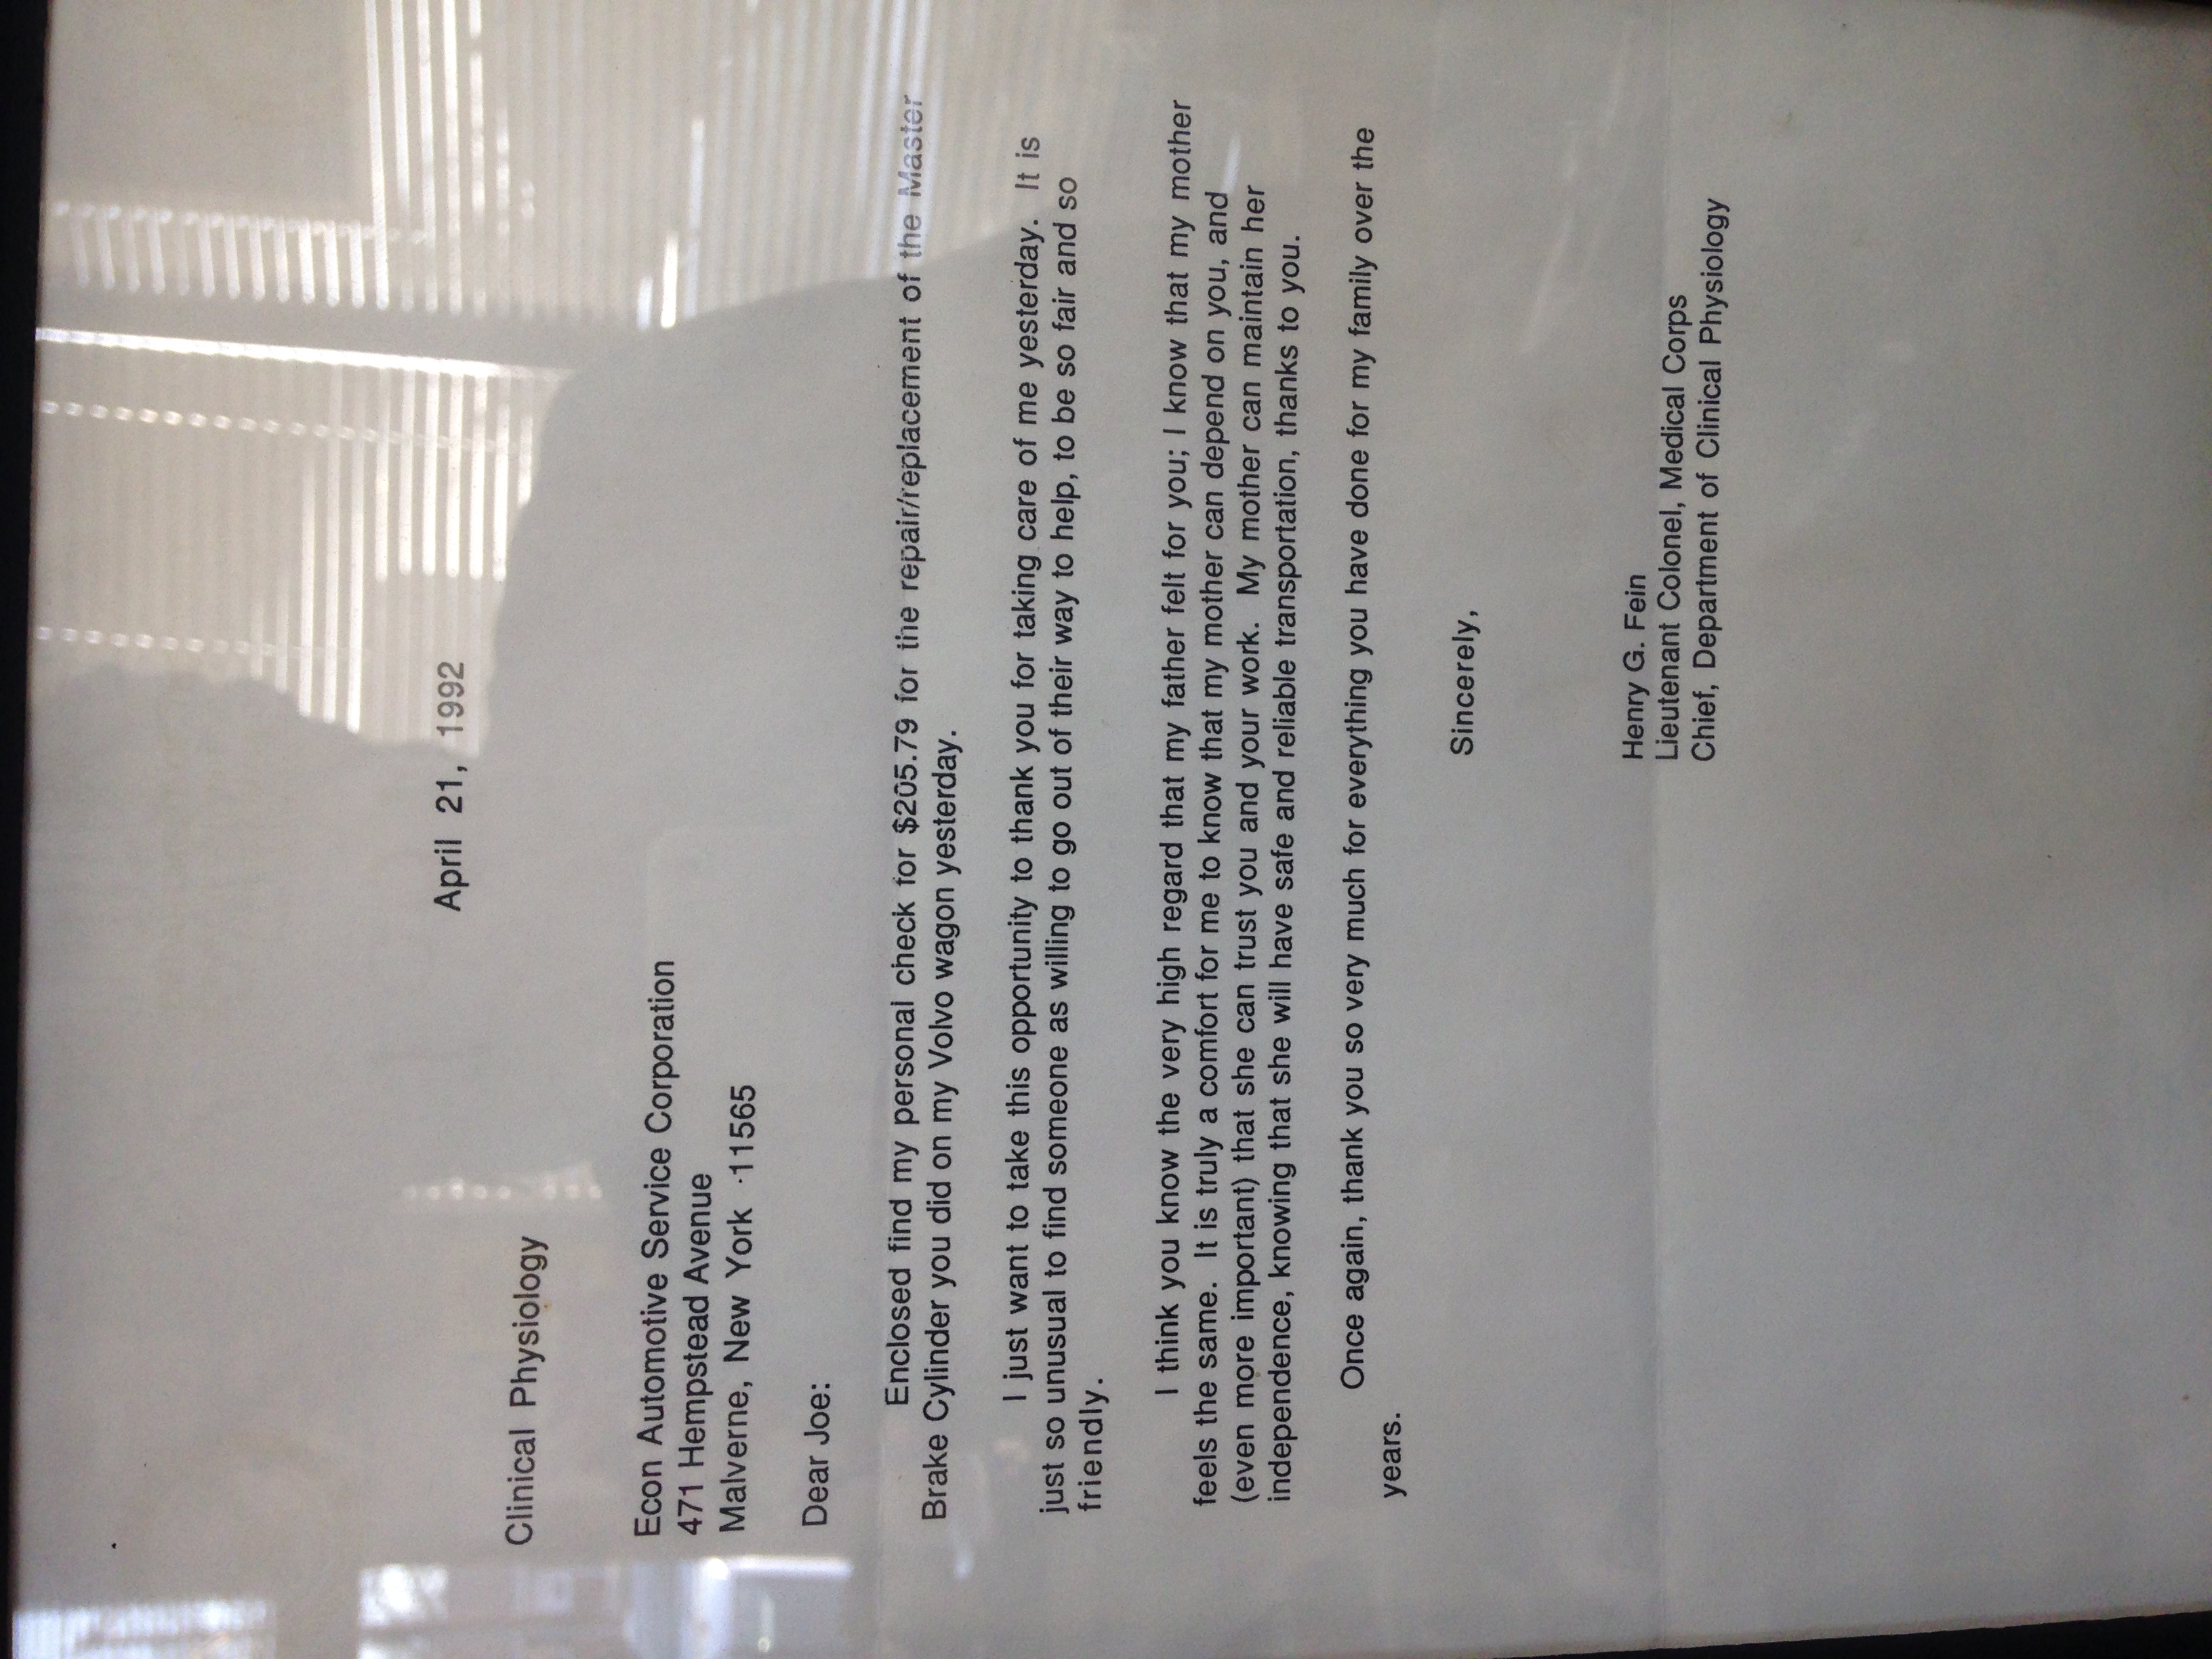 April 21, 1992
Clinical Physiology
Econ Automotive Service Corporation
471 Hempstead Avenue
Malverne, New York 11565
Dear Joe:
Enclosed find my personal check for $205.79 for the repair/replacement of the Master
Brake Cylinder you did on my Volvo wagon yesterday.
I just want to take this opportunity to thank you for taking care of me yesterday. It is
just so unusual to find someone as willing to go out of their way to help, to be so fair and so
friendly.
I think you know the very high regard that my father felt for you; I know that my mother
feels the same. It is truly a comfort for me to know that my mother can depend on you, and
(even more important) that she can trust you and your work. My mother can maintain her
independence, knowing that she will have safe and reliable transportation, thanks to you.
Once again, thank you so very much for everything you have done for my family over the
years.
Sincerely,
Henry G. Fein
Lieutenant Colonel, Medical Corps
Chief, Department of Clinical Physiology